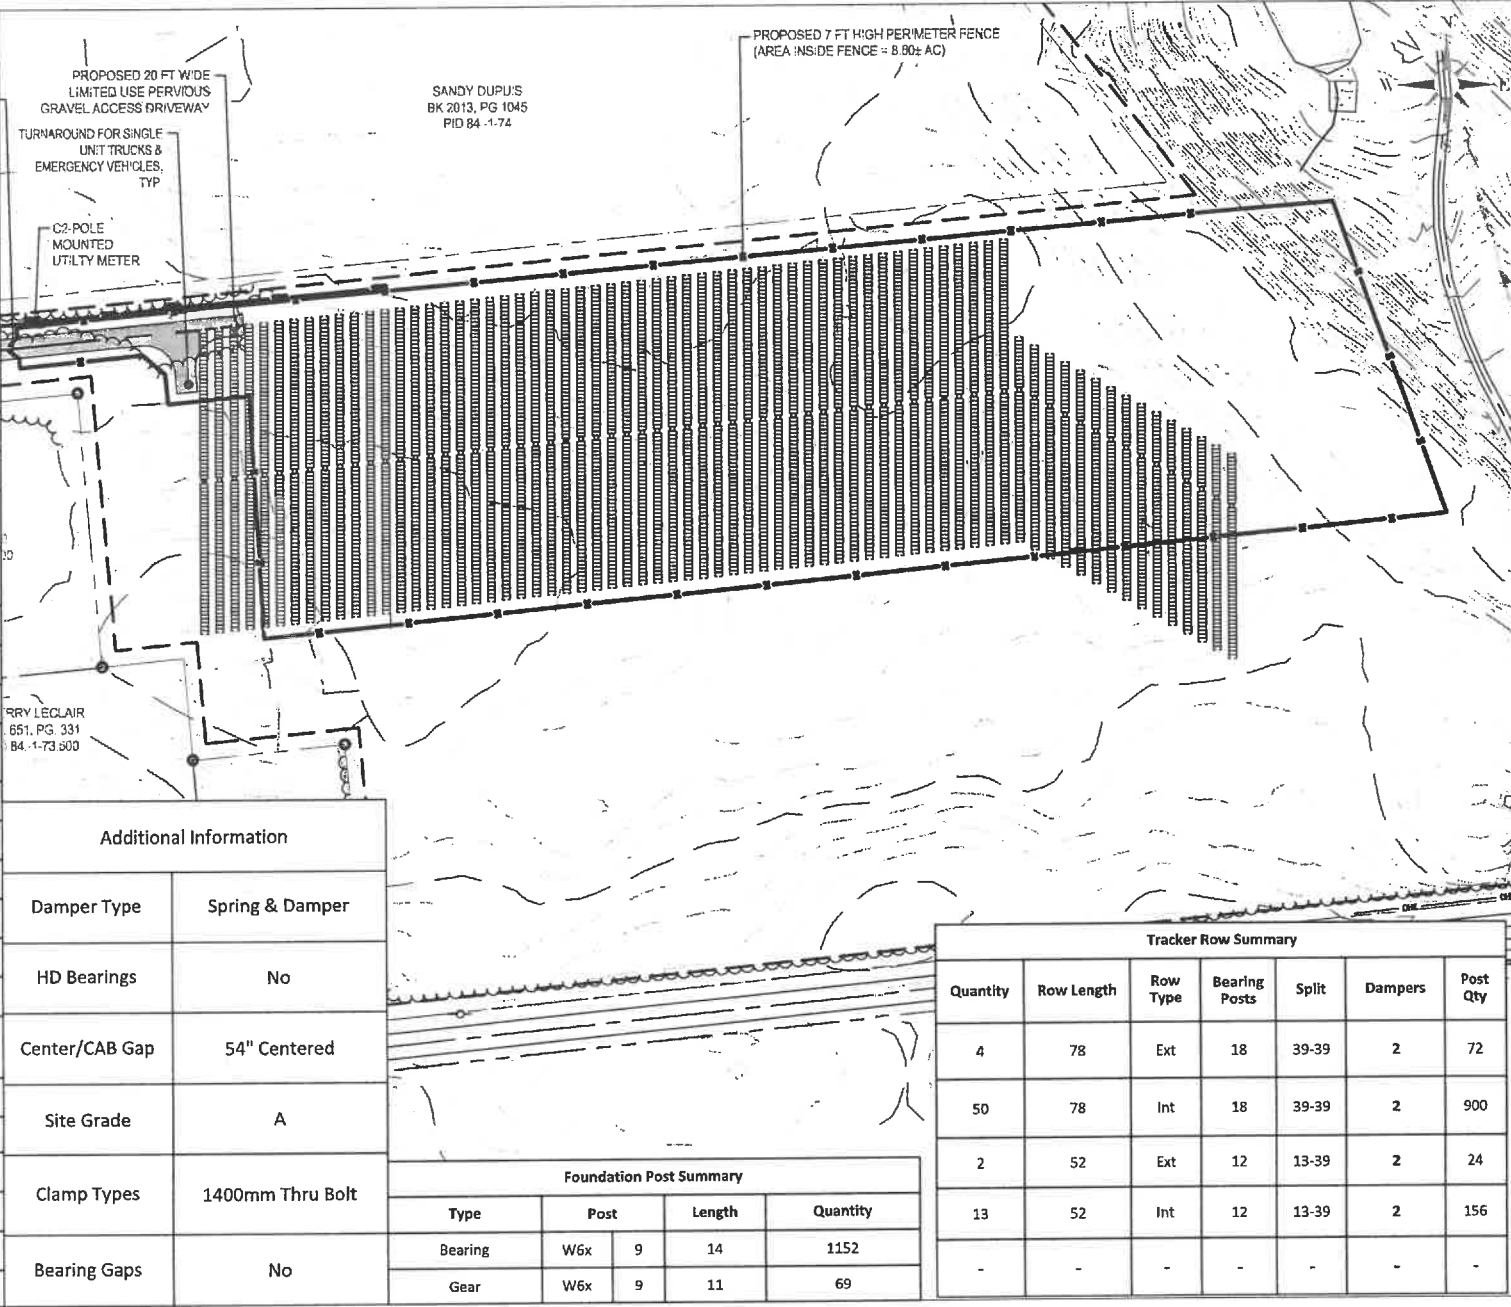 PROPOSED 7 FT HIGH PERIMETER FENCE
(AREA INSIDE FENCE = 8.80± AC)
PROPOSED 20 FT WIDE
LIMITED USE PERVIOUS
GRAVEL ACCESS DRIVEWAY
SANDY DUPUIS
BK 2013, PG 1045
PID 84 -1-74
TURNAROUND FOR SINGLE
UNIT TRUCKS &
EMERGENCY VEHICLES,
TYP
C2-POLE
MOUNTED
UTILTY METER
RRY LECLAIR
651, PG. 331
84.-1-73.500
Additional Information
Damper Type Spring & Damper
HD Bearings No
Center/CAB Gap 54" Centered
Site Grade A
Clamp Types 1400mm Thru Bolt
Bearing Gaps No
Foundation Post Summary
Type Post Length Quantity
Bearing W6x 9 14 1152
Gear W6x 9 11 69
OHE
Tracker Row Summary
Quantity Row Length Row Type Bearing Posts Split Dampers Post Qty
4 78 Ext 18 39-39 2 72
50 78 Int 18 39-39 2 900
2 52 Ext 12 13-39 2 24
13 52 Int 12 13-39 2 156
- - - - - - -